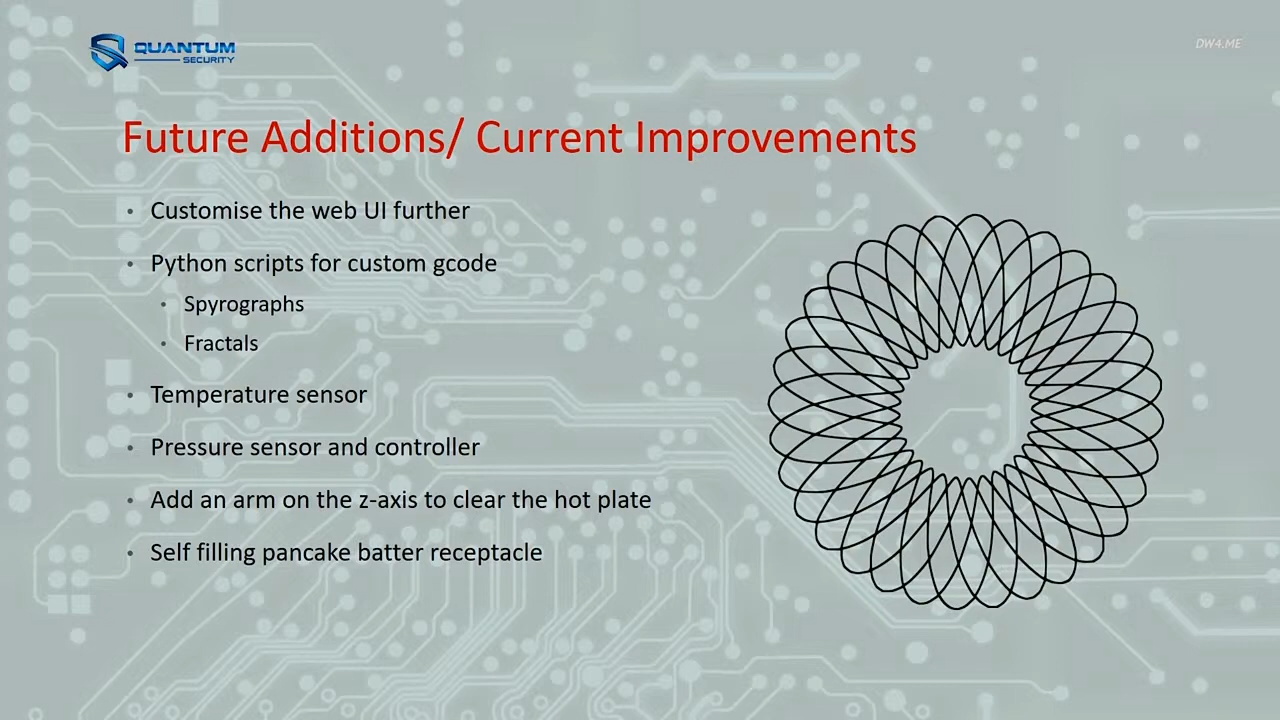 QUANTUM
SECURITY
DW4.ME
Future Additions/ Current Improvements
• Customise the web UI further
• Python scripts for custom gcode
• Spyrographs
• Fractals
• Temperature sensor
• Pressure sensor and controller
• Add an arm on the z-axis to clear the hot plate
• Self filling pancake batter receptacle